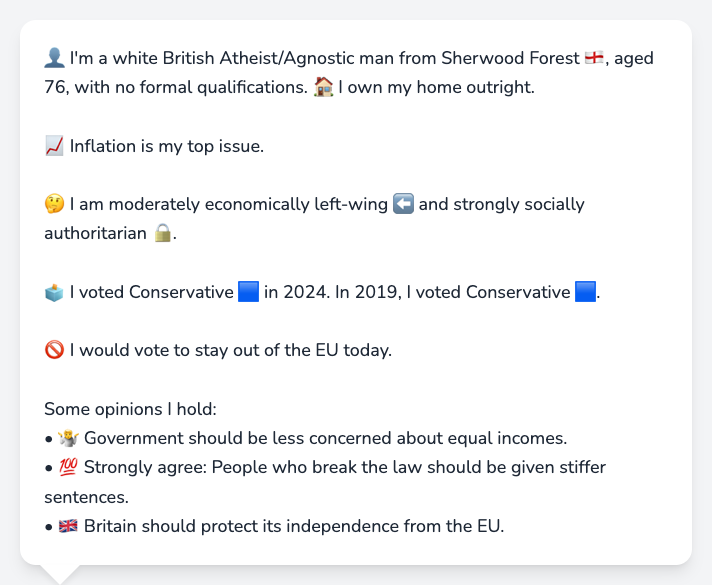 👤 I'm a white British Atheist/Agnostic man from Sherwood Forest 🏴󠁧󠁢󠁥󠁮󠁧󠁿, aged
76, with no formal qualifications. 🏠 I own my home outright.
📈 Inflation is my top issue.
🤔 I am moderately economically left-wing ⬅️ and strongly socially
authoritarian 🔒.
🗳️ I voted Conservative 🟦 in 2024. In 2019, I voted Conservative 🟦.
🚫 I would vote to stay out of the EU today.
Some opinions I hold:
• 🤷 Government should be less concerned about equal incomes.
• 💯 Strongly agree: People who break the law should be given stiffer
sentences.
• 🇬🇧 Britain should protect its independence from the EU.